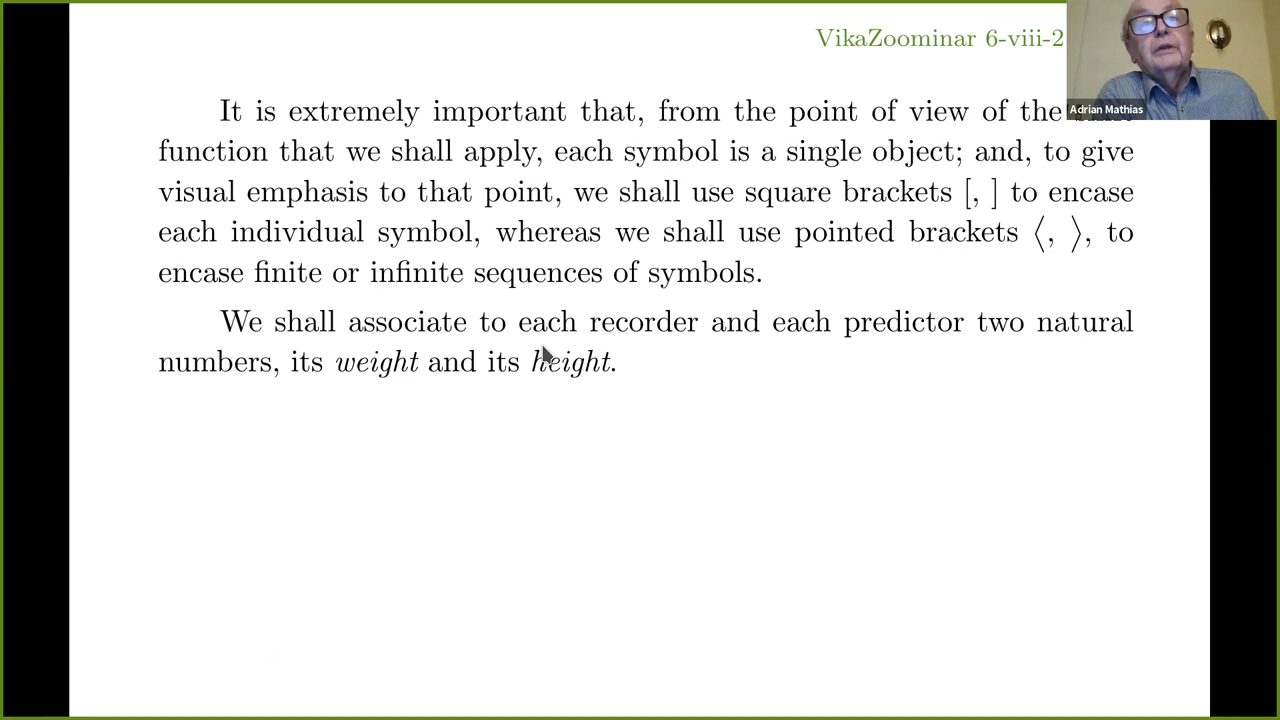 VikaZoominar 6-viii-2
Adrian Mathias
It is extremely important that, from the point of view of the
function that we shall apply, each symbol is a single object; and, to give
visual emphasis to that point, we shall use square brackets [, ] to encase
each individual symbol, whereas we shall use pointed brackets ⟨, ⟩, to
encase finite or infinite sequences of symbols.
We shall associate to each recorder and each predictor two natural
numbers, its weight and its height.